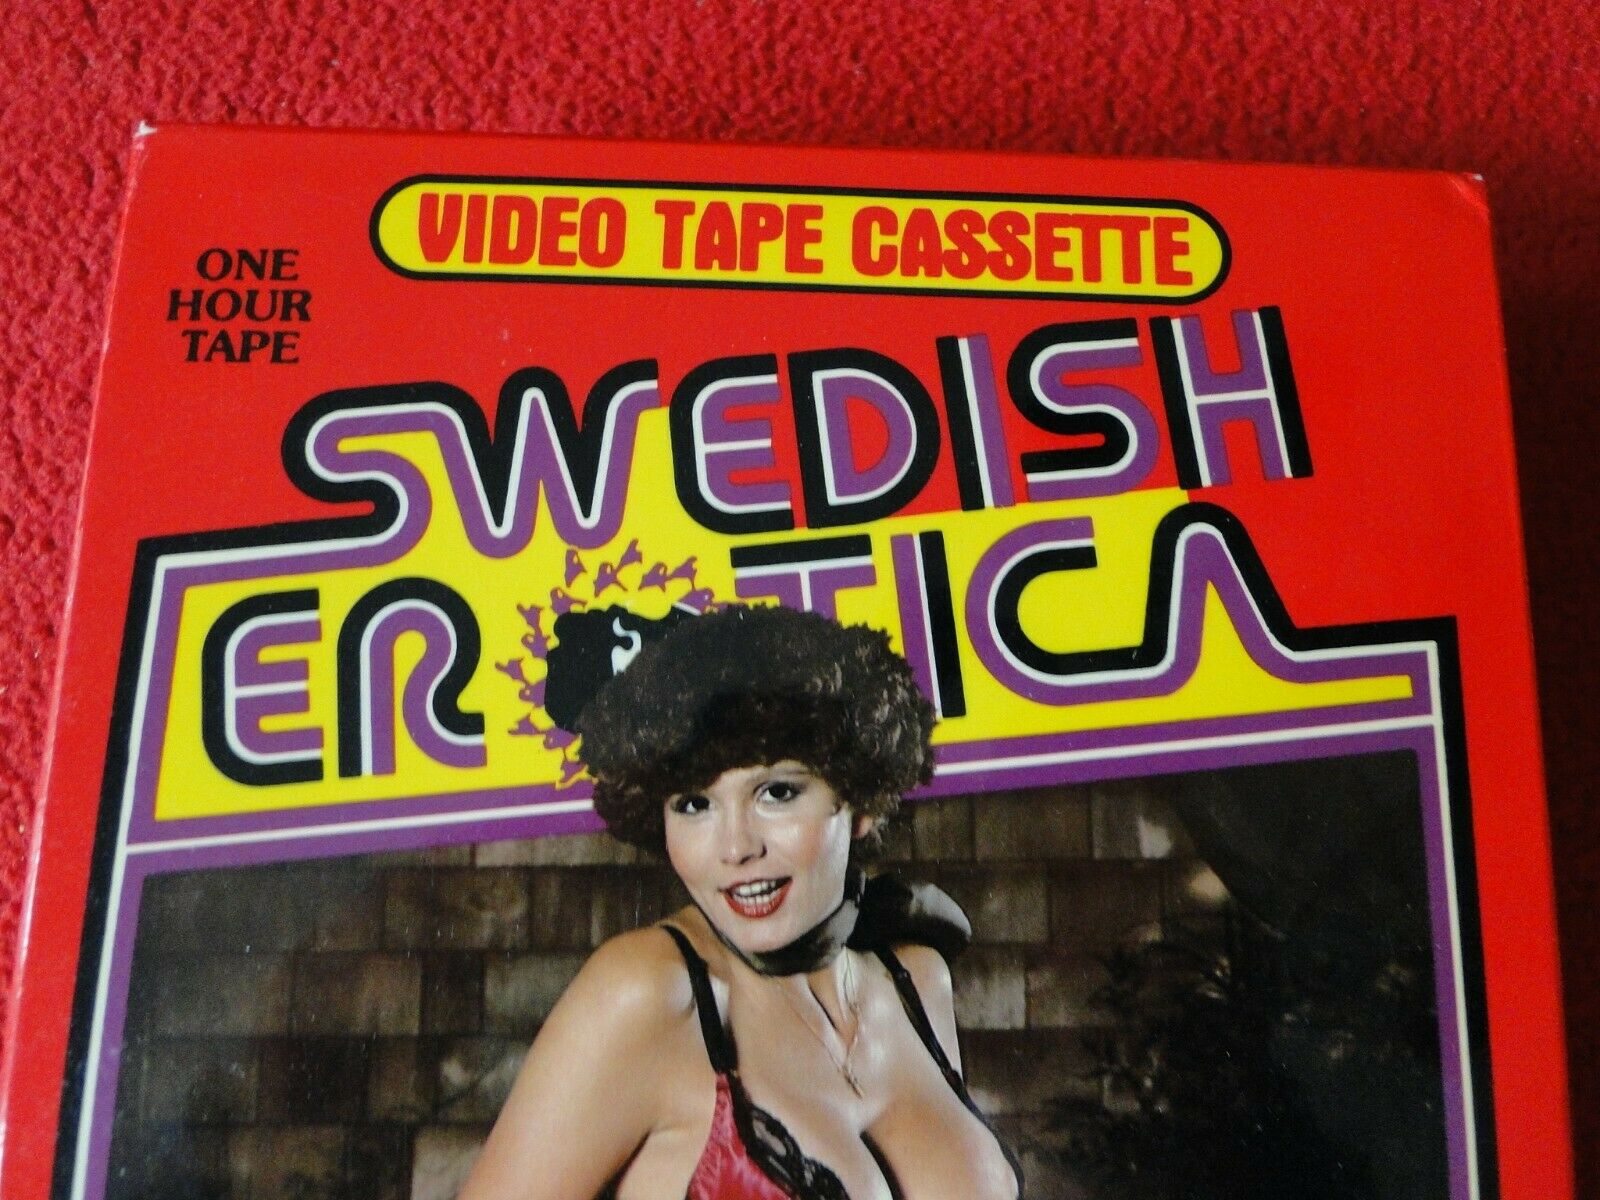 VIDEO TAPE CASSETTE
ONE
HOUR
TAPE
SWEDISH
EROTICA